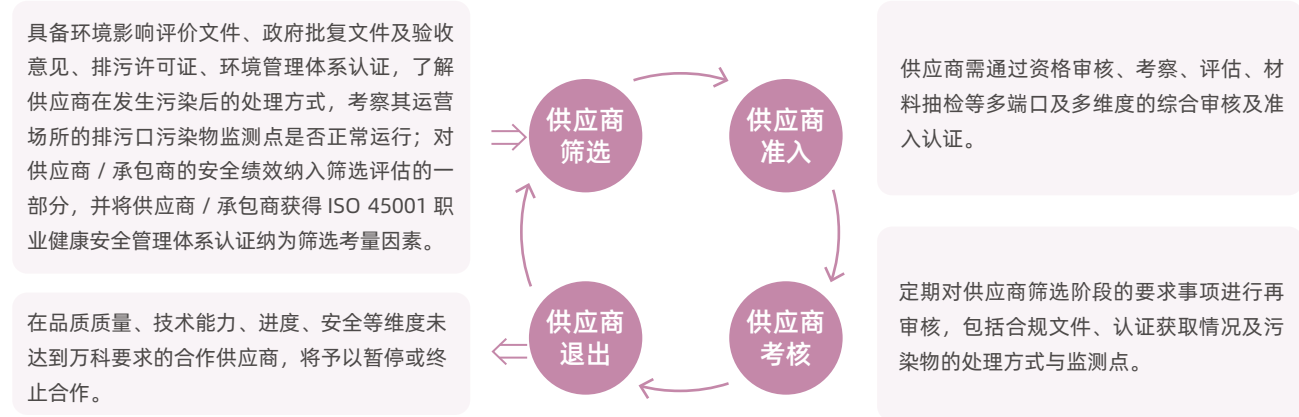 具备环境影响评价文件、政府批复文件及验收
意见、排污许可证、环境管理体系认证，了解
供应商在发生污染后的处理方式，考察其运营
场所的排污口污染物监测点是否正常运行；对
供应商 / 承包商的安全绩效纳入筛选评估的一
部分，并将供应商 / 承包商获得 ISO 45001 职
业健康安全管理体系认证纳为筛选考量因素。
供应商
筛选
供应商
准入
供应商需通过资格审核、考察、评估、材
料抽检等多端口及多维度的综合审核及准
入认证。
在品质质量、技术能力、进度、安全等维度未
达到万科要求的合作供应商，将予以暂停或终
止合作。
供应商
退出
供应商
考核
定期对供应商筛选阶段的要求事项进行再
审核，包括合规文件、认证获取情况及污
染物的处理方式与监测点。